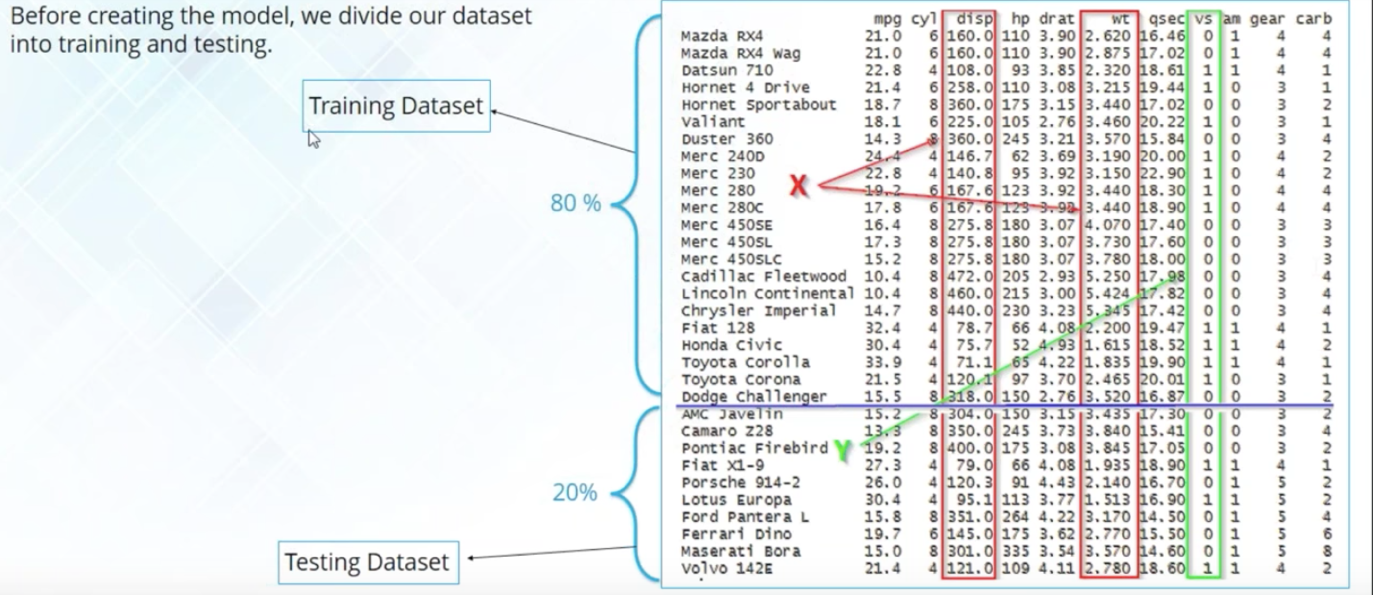 Before creating the model, we divide our dataset
into training and testing.
Training Dataset
80 %
20%
Testing Dataset
X
Y
mpg cyl disp hp drat wt qsec vs am gear carb
Mazda RX4 21.0 6 160.0 110 3.90 2.620 16.46 0 1 4 4
Mazda RX4 Wag 21.0 6 160.0 110 3.90 2.875 17.02 0 1 4 4
Datsun 710 22.8 4 108.0 93 3.85 2.320 18.61 1 1 4 1
Hornet 4 Drive 21.4 6 258.0 110 3.08 3.215 19.44 1 0 3 1
Hornet Sportabout 18.7 8 360.0 175 3.15 3.440 17.02 0 0 3 2
Valiant 18.1 6 225.0 105 2.76 3.460 20.22 1 0 3 1
Duster 360 14.3 8 360.0 245 3.21 3.570 15.84 0 0 3 4
Merc 240D 24.4 4 146.7 62 3.69 3.190 20.00 1 0 4 2
Merc 230 22.8 4 140.8 95 3.92 3.150 22.90 1 0 4 2
Merc 280 19.2 6 167.6 123 3.92 3.440 18.30 1 0 4 4
Merc 280C 17.8 6 167.6 123 3.92 3.440 18.90 1 0 4 4
Merc 450SE 16.4 8 275.8 180 3.07 4.070 17.40 0 0 3 3
Merc 450SL 17.3 8 275.8 180 3.07 3.730 17.60 0 0 3 3
Merc 450SLC 15.2 8 275.8 180 3.07 3.780 18.00 0 0 3 3
Cadillac Fleetwood 10.4 8 472.0 205 2.93 5.250 17.98 0 0 3 4
Lincoln Continental 10.4 8 460.0 215 3.00 5.424 17.82 0 0 3 4
Chrysler Imperial 14.7 8 440.0 230 3.23 5.345 17.42 0 0 3 4
Fiat 128 32.4 4 78.7 66 4.08 2.200 19.47 1 1 4 1
Honda Civic 30.4 4 75.7 52 4.93 1.615 18.52 1 1 4 2
Toyota Corolla 33.9 4 71.1 65 4.22 1.835 19.90 1 1 4 1
Toyota Corona 21.5 4 120.1 97 3.70 2.465 20.01 1 0 3 1
Dodge Challenger 15.5 8 318.0 150 2.76 3.520 16.87 0 0 3 2
AMC Javelin 15.2 8 304.0 150 3.15 3.435 17.30 0 0 3 2
Camaro Z28 13.3 8 350.0 245 3.73 3.840 15.41 0 0 3 4
Pontiac Firebird 19.2 8 400.0 175 3.08 3.845 17.05 0 0 3 2
Fiat X1-9 27.3 4 79.0 66 4.08 1.935 18.90 1 1 4 1
Porsche 914-2 26.0 4 120.3 91 4.43 2.140 16.70 0 1 5 2
Lotus Europa 30.4 4 95.1 113 3.77 1.513 16.90 1 1 5 2
Ford Pantera L 15.8 8 351.0 264 4.22 3.170 14.50 0 1 5 4
Ferrari Dino 19.7 6 145.0 175 3.62 2.770 15.50 0 1 5 6
Maserati Bora 15.0 8 301.0 335 3.54 3.570 14.60 0 1 5 8
Volvo 142E 21.4 4 121.0 109 4.11 2.780 18.60 1 1 4 2